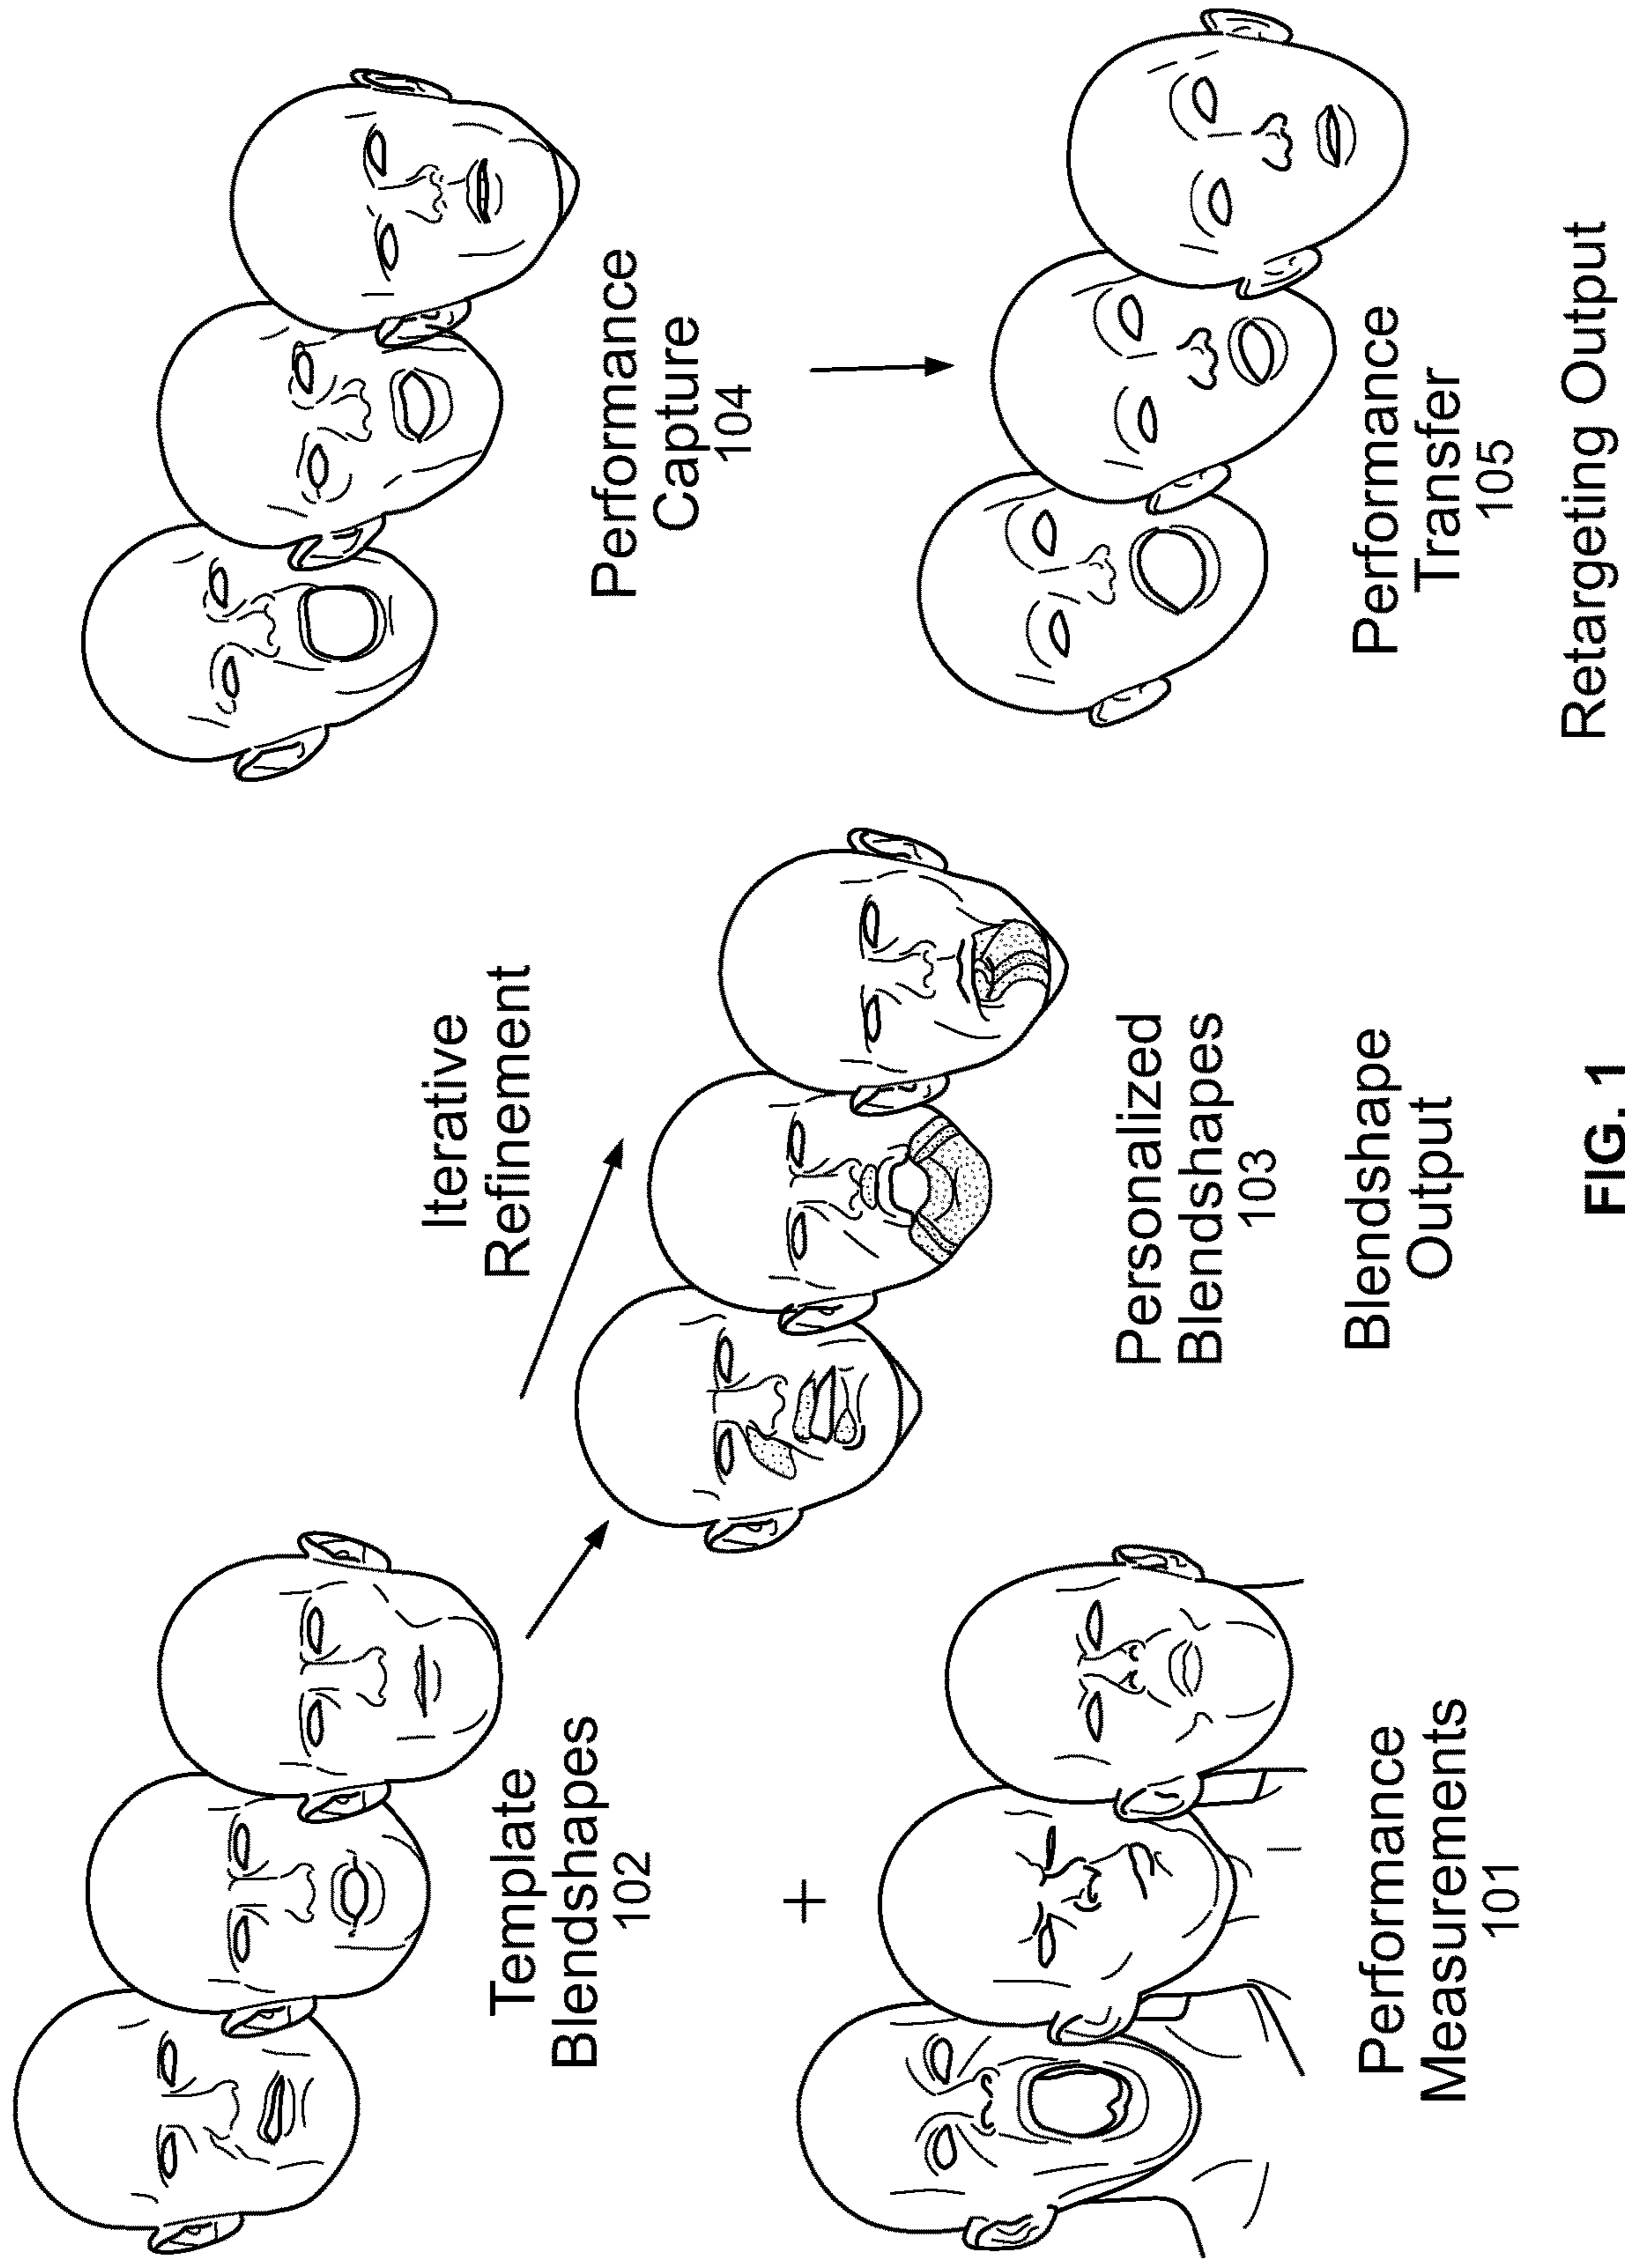 Template
Blendshapes
102
+
Performance
Measurements
101
Iterative
Refinement
Personalized
Blendshapes
103
Blendshape
Output
Performance
Capture
104
Performance
Transfer
105
Retargeting Output
FIG. 1